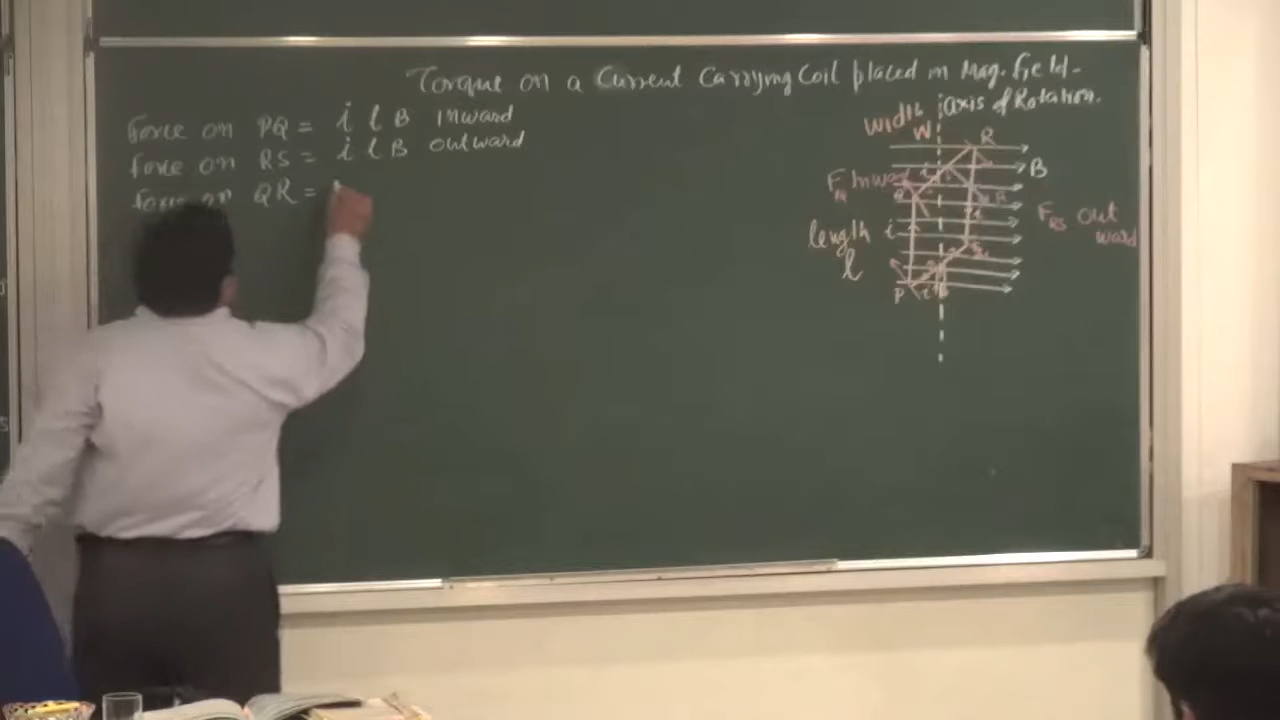 Torque on a Current Carrying Coil placed in Mag. field-
Force on PQ = i l B inward
force on RS = i l B outward
force on QR =
width axis of Rotation.
W
R
B
F inward
Q
F RS out
ward
length i
l
P i